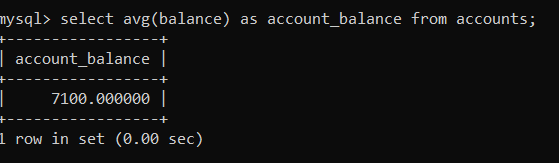 mysql> select avg(balance) as account_balance from accounts;
+-----------------+
| account_balance |
+-----------------+
|     7100.000000 |
+-----------------+
1 row in set (0.00 sec)